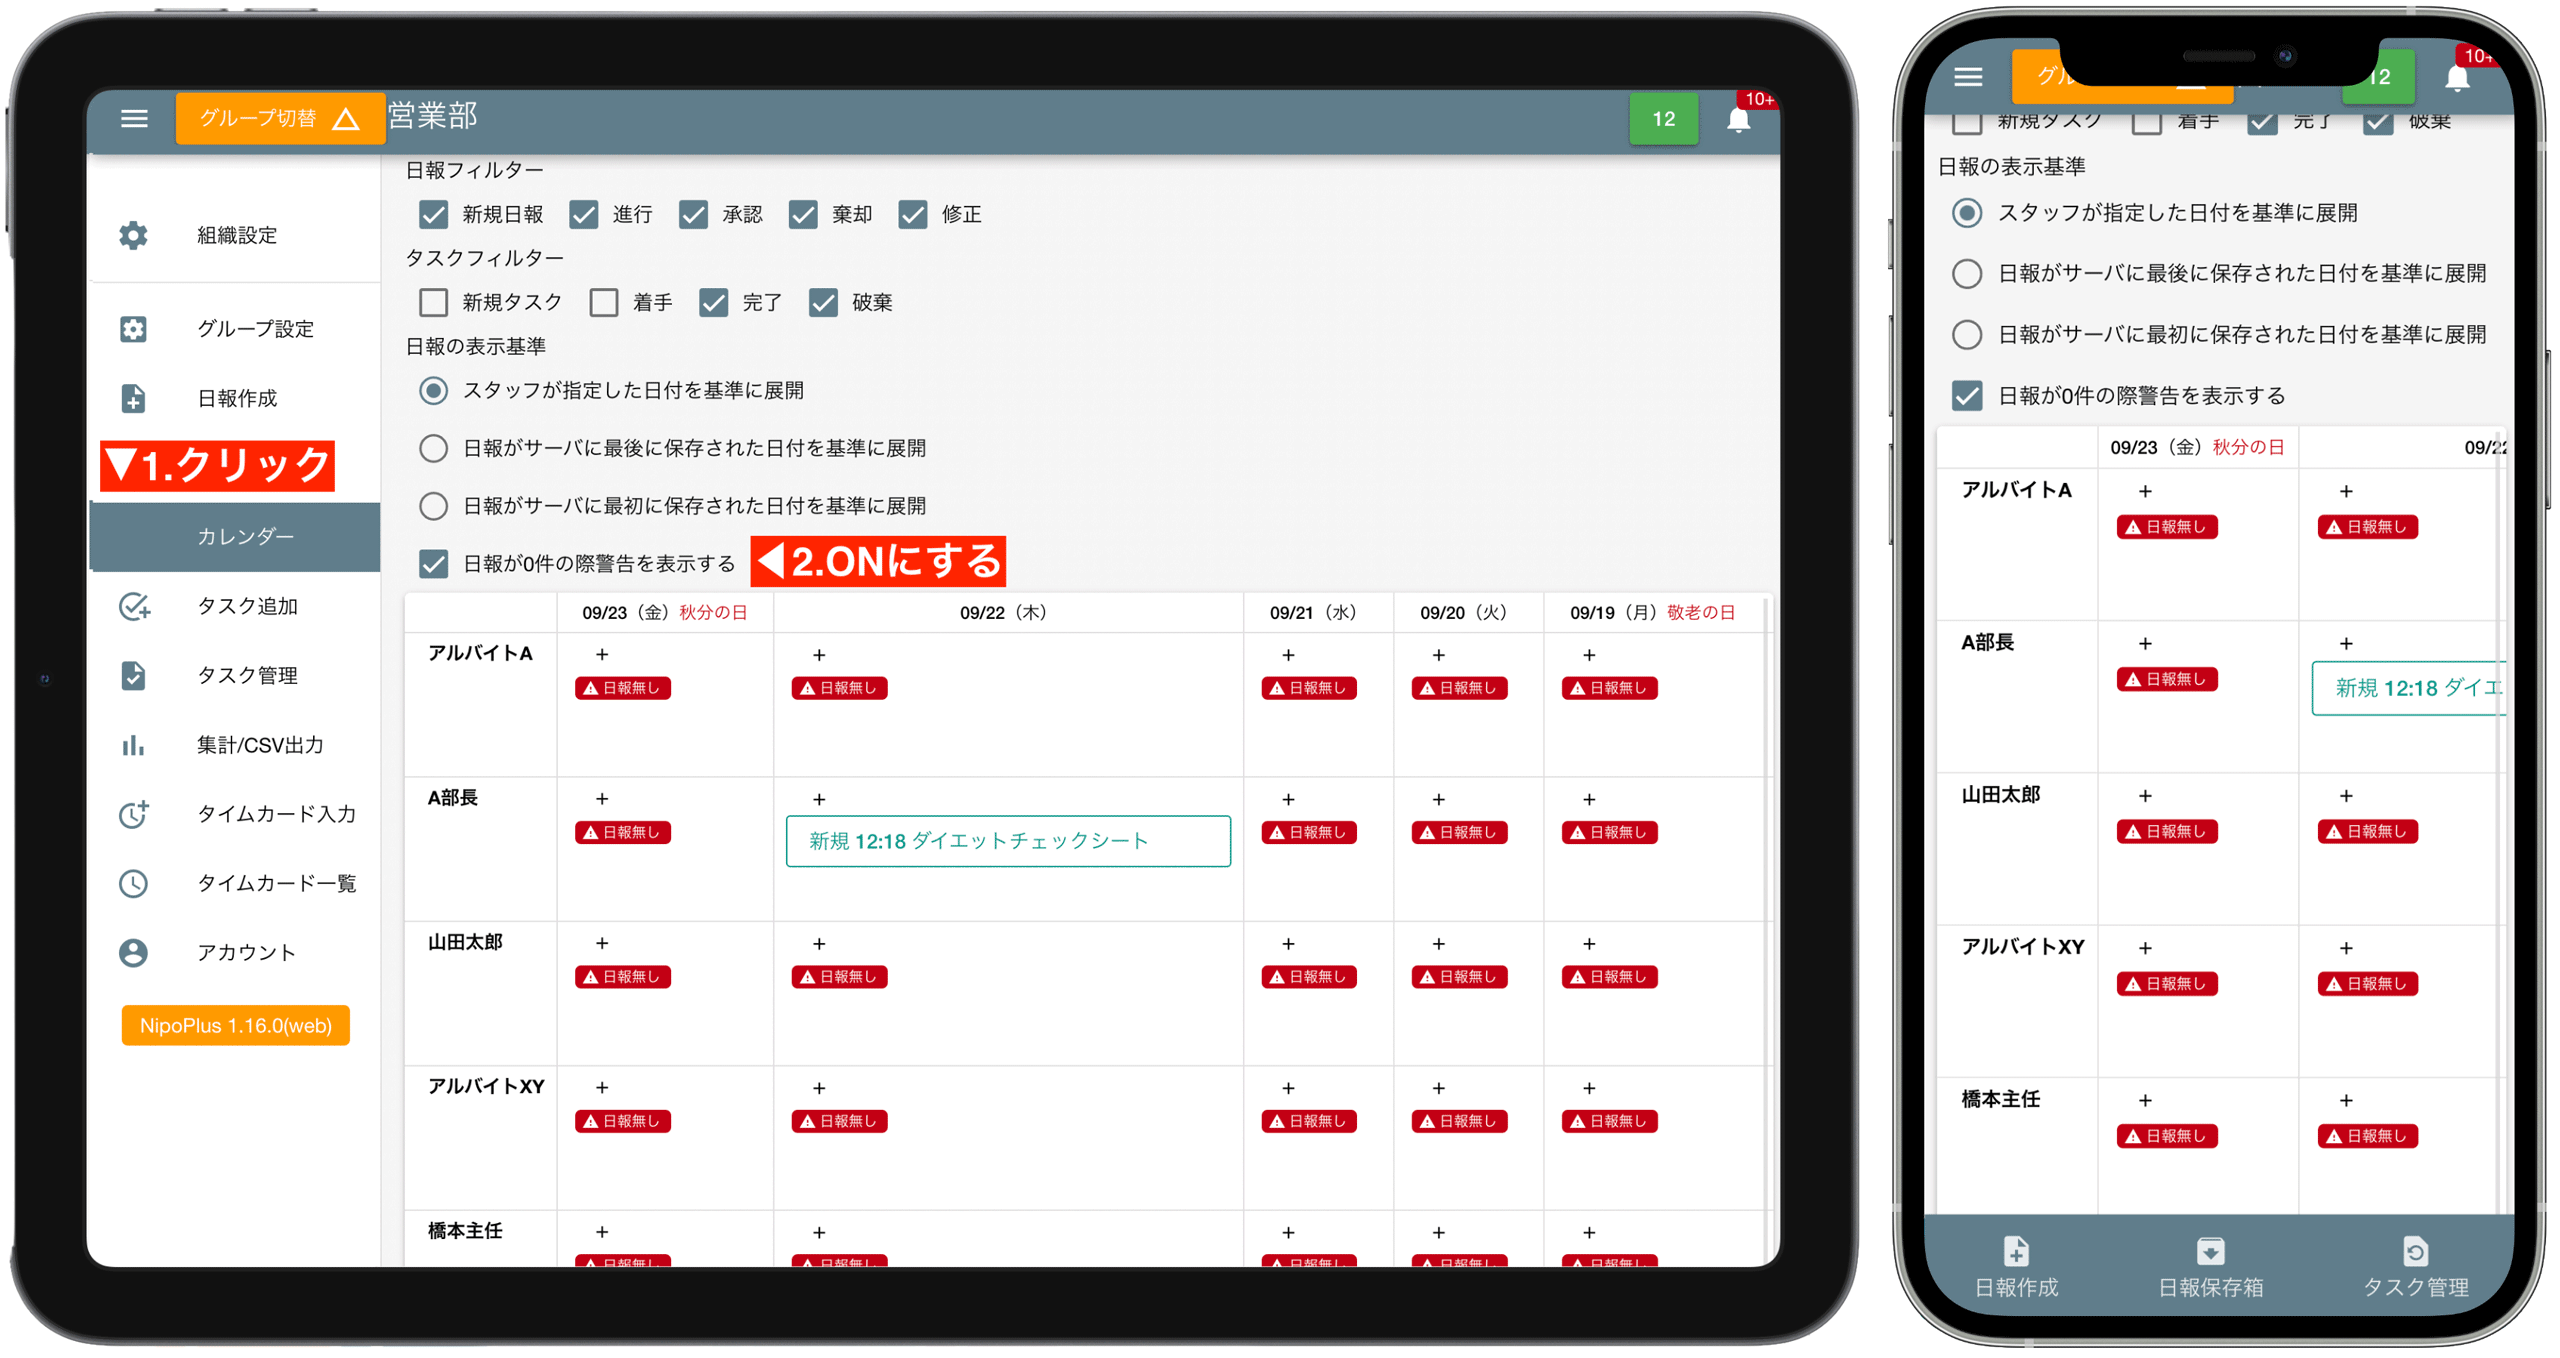 グループ切替
営業部
12
10+
組織設定
グループ設定
日報作成
▼1.クリック
カレンダー
タスク追加
タスク管理
集計/CSV出力
タイムカード入力
タイムカード一覧
アカウント
NipoPlus 1.16.0(web)
日報フィルター
新規日報 進行 承認 棄却 修正
タスクフィルター
新規タスク 着手 完了 破棄
日報の表示基準
スタッフが指定した日付を基準に展開
日報がサーバに最後に保存された日付を基準に展開
日報がサーバに最初に保存された日付を基準に展開
日報が0件の際警告を表示する ◀2.ONにする
09/23（金）秋分の日 09/22（木） 09/21（水） 09/20（火） 09/19（月）敬老の日
アルバイトA + + + + +
日報無し 日報無し 日報無し 日報無し 日報無し
A部長 + + + + +
日報無し 新規 12:18 ダイエットチェックシート 日報無し 日報無し 日報無し
山田太郎 + + + + +
日報無し 日報無し 日報無し 日報無し 日報無し
アルバイトXY + + + + +
日報無し 日報無し 日報無し 日報無し 日報無し
橋本主任 + + + + +
日報無し 日報無し 日報無し 日報無し 日報無し
グル
12
10+
新規タスク 着手 完了 破棄
日報の表示基準
スタッフが指定した日付を基準に展開
日報がサーバに最後に保存された日付を基準に展開
日報がサーバに最初に保存された日付を基準に展開
日報が0件の際警告を表示する
09/23（金）秋分の日 09/22
アルバイトA + +
日報無し 日報無し
A部長 + +
日報無し 新規 12:18 ダイエ
山田太郎 + +
日報無し 日報無し
アルバイトXY + +
日報無し 日報無し
橋本主任 + +
日報無し 日報無し
日報作成 日報保存箱 タスク管理